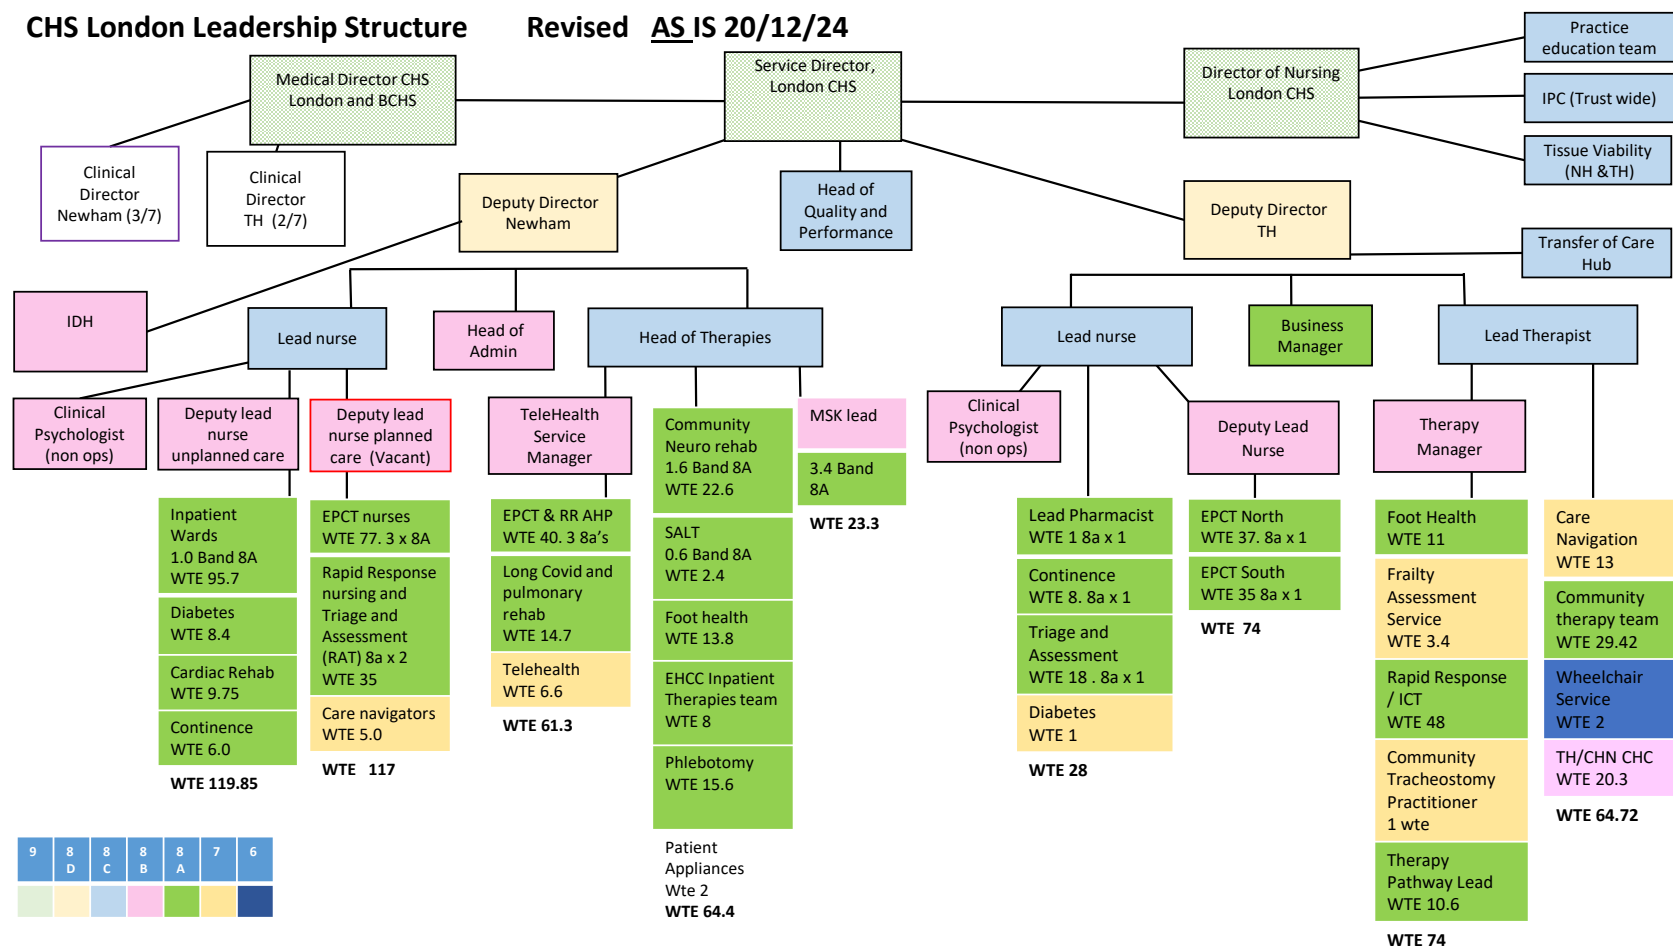 CHS London Leadership Structure Revised AS IS 20/12/24
Medical Director CHS
London and BCHS
Service Director,
London CHS
Director of Nursing
London CHS
Practice
education team
IPC (Trust wide)
Tissue Viability
(NH &TH)
Clinical
Director
Newham (3/7)
Clinical
Director
TH (2/7)
Deputy Director
Newham
Head of
Quality and
Performance
Deputy Director
TH
Transfer of Care
Hub
IDH
Lead nurse
Head of
Admin
Head of Therapies
Lead nurse
Business
Manager
Lead Therapist
Clinical
Psychologist
(non ops)
Deputy lead
nurse
unplanned care
Deputy lead
nurse planned
care (Vacant)
TeleHealth
Service
Manager
Community
Neuro rehab
1.6 Band 8A
WTE 22.6
MSK lead
3.4 Band
8A
WTE 23.3
Clinical
Psychologist
(non ops)
Deputy Lead
Nurse
Therapy
Manager
Inpatient
Wards
1.0 Band 8A
WTE 95.7
Diabetes
WTE 8.4
Cardiac Rehab
WTE 9.75
Continence
WTE 6.0
WTE 119.85
EPCT nurses
WTE 77. 3 x 8A
Rapid Response
nursing and
Triage and
Assessment
(RAT) 8a x 2
WTE 35
Care navigators
WTE 5.0
WTE 117
EPCT & RR AHP
WTE 40. 3 8a's
Long Covid and
pulmonary
rehab
WTE 14.7
Telehealth
WTE 6.6
WTE 61.3
SALT
0.6 Band 8A
WTE 2.4
Foot health
WTE 13.8
EHCC Inpatient
Therapies team
WTE 8
Phlebotomy
WTE 15.6
Patient
Appliances
Wte 2
WTE 64.4
Lead Pharmacist
WTE 1 8a x 1
Continence
WTE 8. 8a x 1
Triage and
Assessment
WTE 18 . 8a x 1
Diabetes
WTE 1
WTE 28
EPCT North
WTE 37. 8a x 1
EPCT South
WTE 35 8a x 1
WTE 74
Foot Health
WTE 11
Frailty
Assessment
Service
WTE 3.4
Rapid Response
/ ICT
WTE 48
Community
Tracheostomy
Practitioner
1 wte
Therapy
Pathway Lead
WTE 10.6
WTE 74
Care
Navigation
WTE 13
Community
therapy team
WTE 29.42
Wheelchair
Service
WTE 2
TH/CHN CHC
WTE 20.3
WTE 64.72
9 8 8 8 8 7 6
D C B A